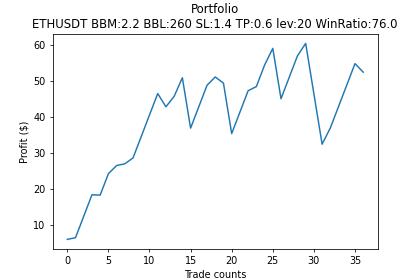 Portfolio
ETHUSDT BBM:2.2 BBL:260 SL:1.4 TP:0.6 lev:20 WinRatio:76.0
60
50
40
30
20
10
Profit ($)
0 5 10 15 20 25 30 35
Trade counts